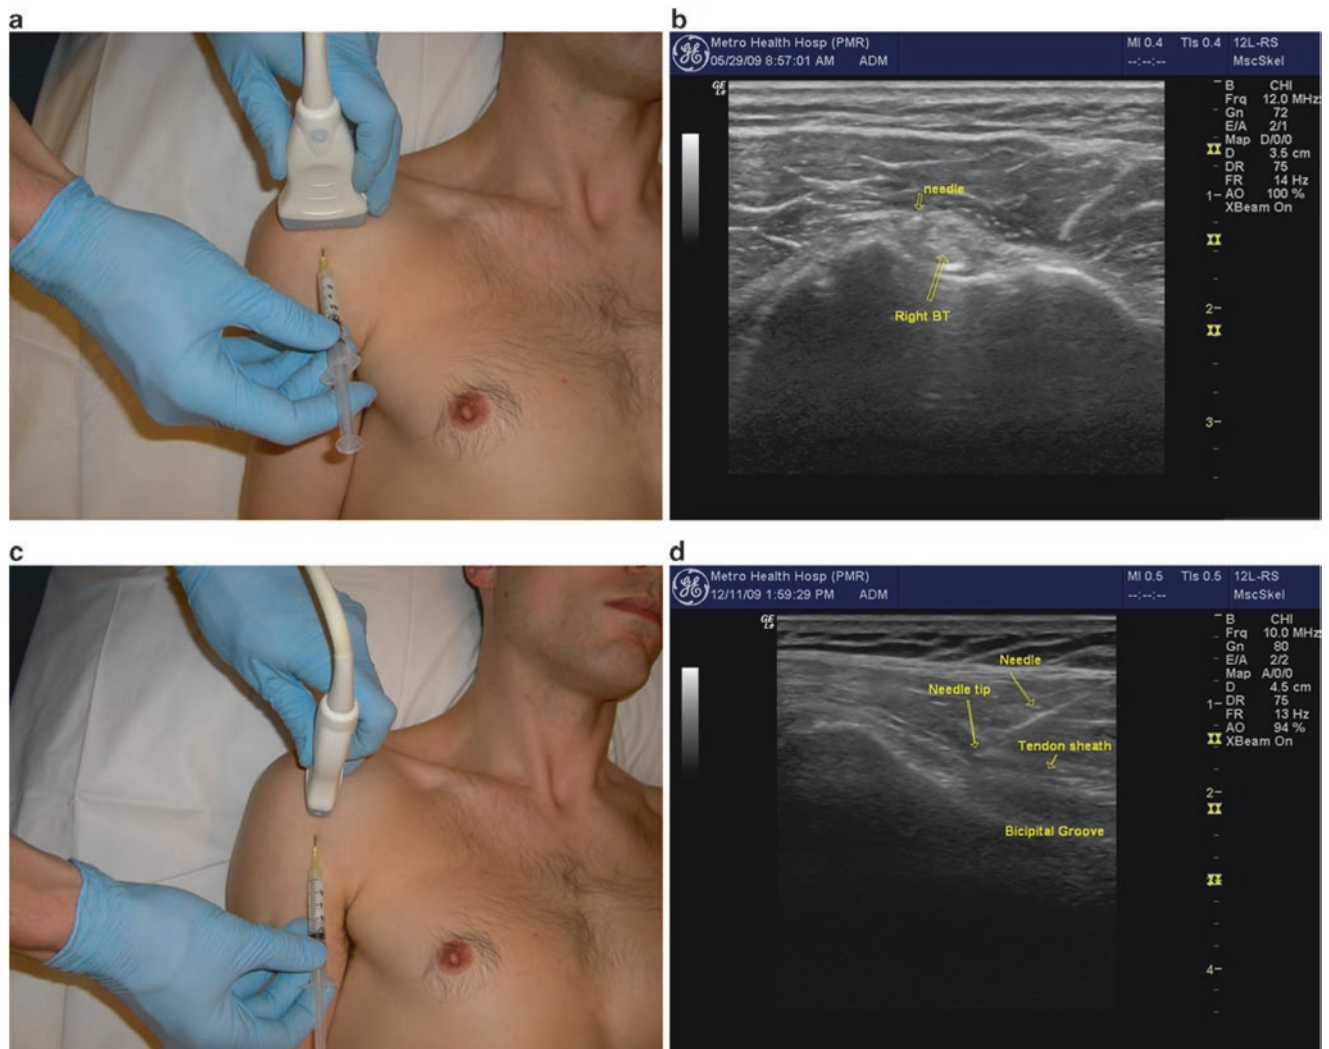 a
b
Metro Health Hosp (PMR)
05/29/09 8:57:01 AM ADM
MI 0.4 TIs 0.4
--:--:--
12L-RS
MscSkel
GE
L#
B CHI
Frq 12.0 MHz
Gn 72
E/A 2/1
Map D/0/0
D 3.5 cm
DR 75
FR 14 Hz
AO 100 %
XBeam On
needle
Right BT
1
2
3
c
d
Metro Health Hosp (PMR)
12/11/09 1:59:29 PM ADM
MI 0.5 TIs 0.5
--:--:--
12L-RS
MscSkel
GE
L#
B CHI
Frq 10.0 MHz
Gn 80
E/A 2/2
Map A/0/0
D 4.5 cm
DR 75
FR 13 Hz
AO 94 %
XBeam On
Needle
Needle tip
Tendon sheath
Bicipital Groove
1
2
4